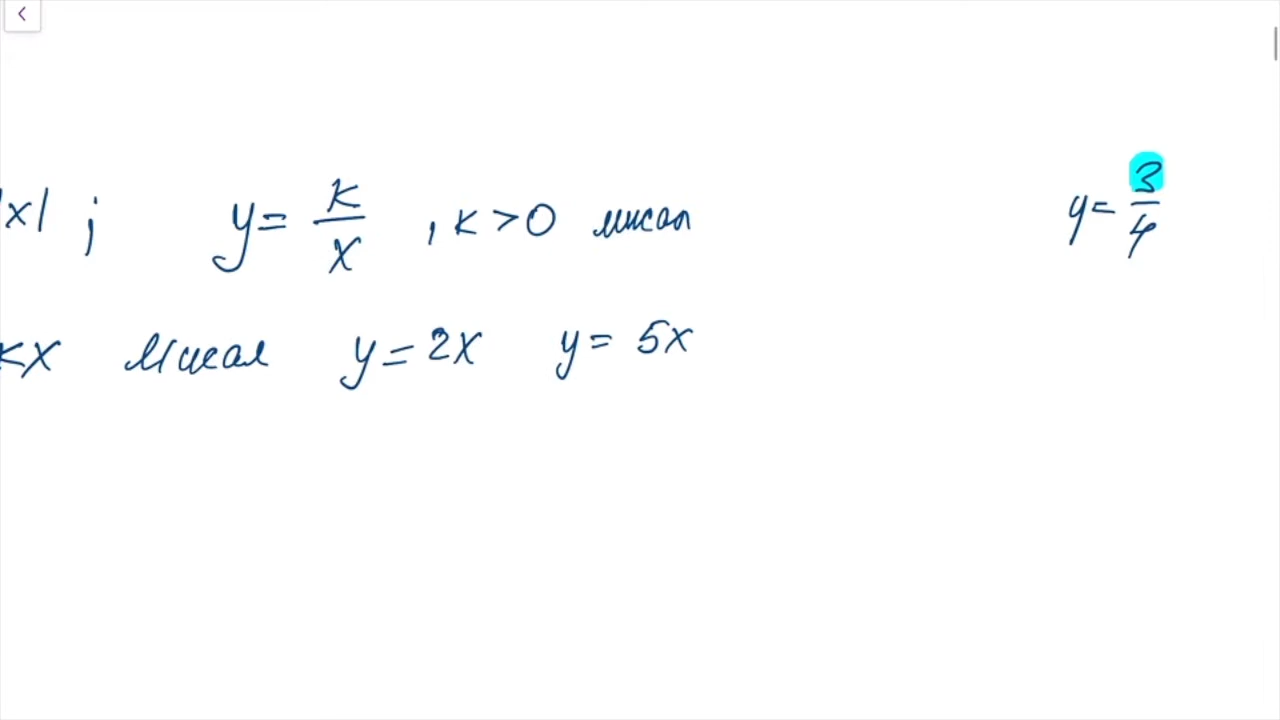 |x| ; y = k/x , k > 0 мисал y = 3/4
kx Мисал y = 2x y = 5x